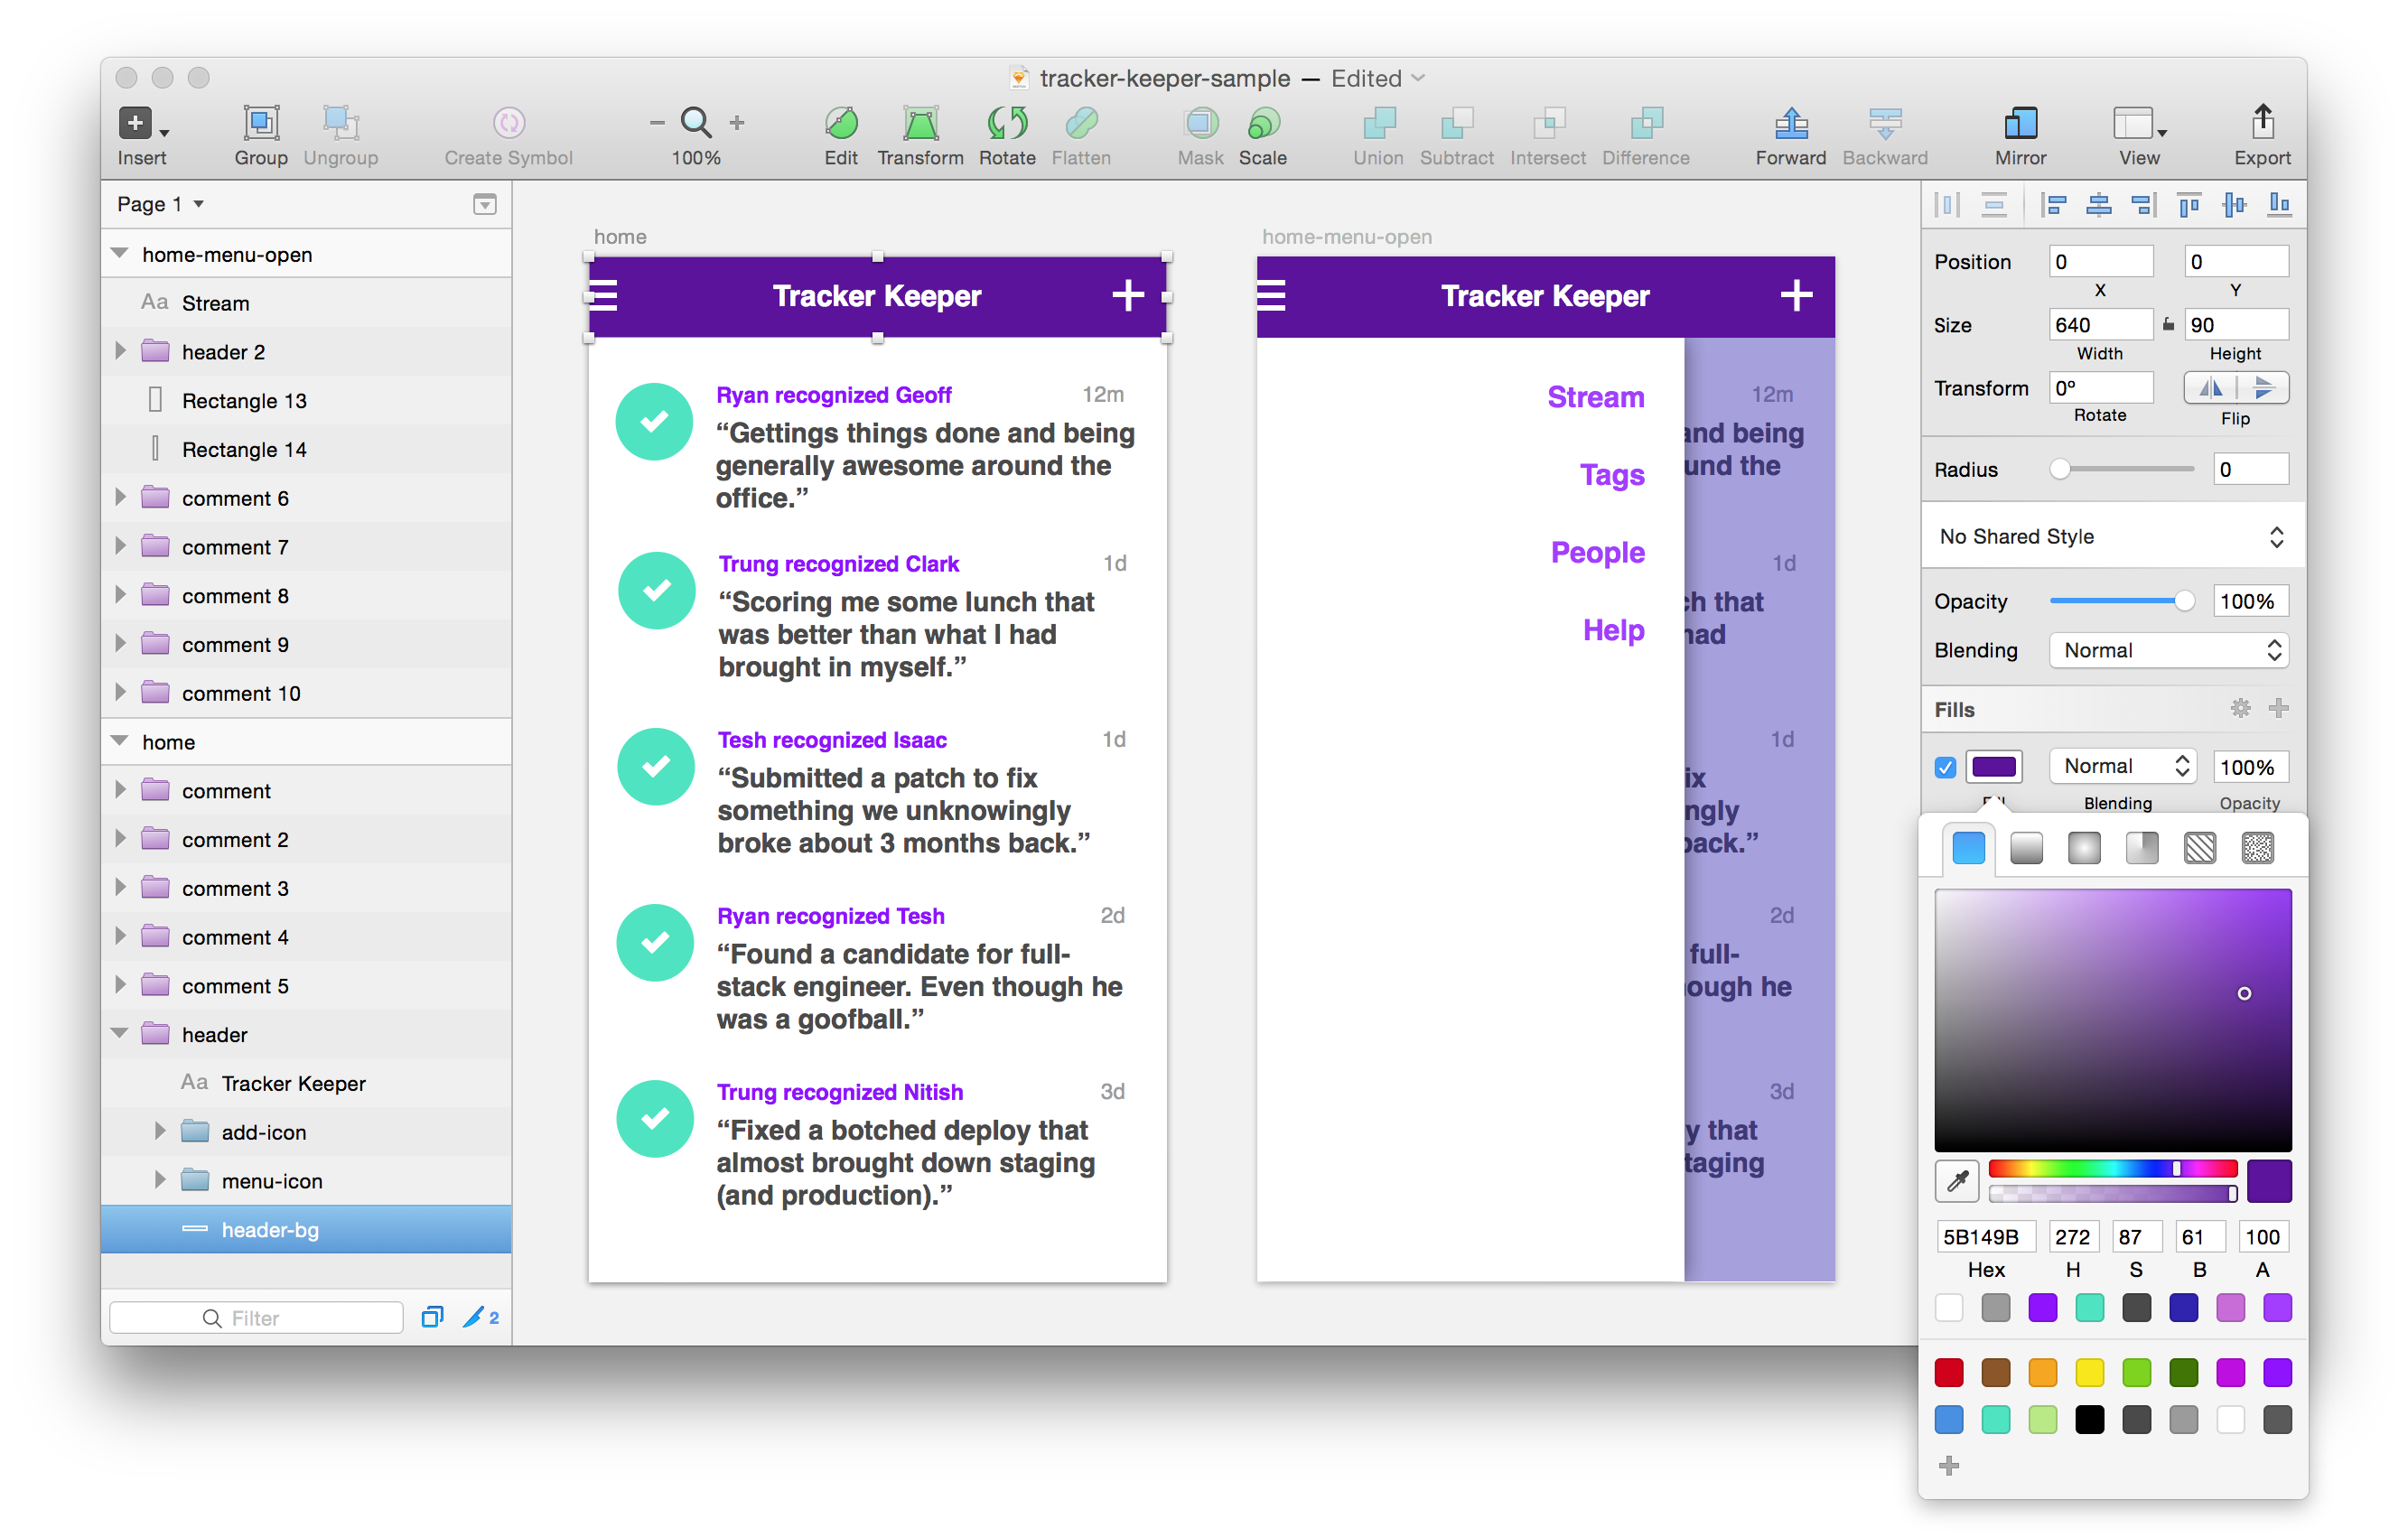 tracker-keeper-sample — Edited
Insert
Group
Ungroup
Create Symbol
100%
Edit
Transform
Rotate
Flatten
Mask
Scale
Union
Subtract
Intersect
Difference
Forward
Backward
Mirror
View
Export
Page 1
home-menu-open
Aa Stream
header 2
Rectangle 13
Rectangle 14
comment 6
comment 7
comment 8
comment 9
comment 10
home
comment
comment 2
comment 3
comment 4
comment 5
header
Aa Tracker Keeper
add-icon
menu-icon
header-bg
Filter
2
home
Tracker Keeper
Ryan recognized Geoff 12m
“Gettings things done and being
generally awesome around the
office.”
Trung recognized Clark 1d
“Scoring me some lunch that
was better than what I had
brought in myself.”
Tesh recognized Isaac 1d
“Submitted a patch to fix
something we unknowingly
broke about 3 months back.”
Ryan recognized Tesh 2d
“Found a candidate for full-
stack engineer. Even though he
was a goofball.”
Trung recognized Nitish 3d
“Fixed a botched deploy that
almost brought down staging
(and production).”
home-menu-open
Tracker Keeper
Stream
Tags
People
Help
12m
and being
und the
1d
ch that
had
1d
ix
ngly
back.”
2d
full-
ough he
3d
y that
taging
Position 0 0
X Y
Size 640 90
Width Height
Transform 0º
Rotate Flip
Radius 0
No Shared Style
Opacity 100%
Blending Normal
Fills
Normal 100%
Fill Blending Opacity
5B149B 272 87 61 100
Hex H S B A